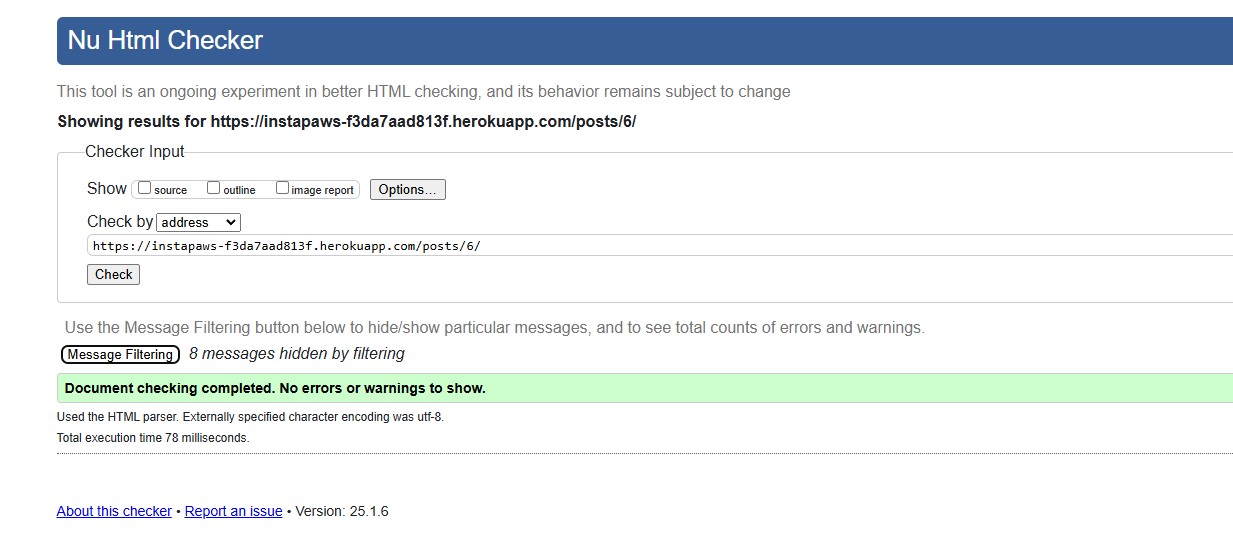 Nu Html Checker
This tool is an ongoing experiment in better HTML checking, and its behavior remains subject to change
Showing results for https://instapaws-f3da7aad813f.herokuapp.com/posts/6/
Checker Input
Show source outline image report Options...
Check by address
https://instapaws-f3da7aad813f.herokuapp.com/posts/6/
Check
Use the Message Filtering button below to hide/show particular messages, and to see total counts of errors and warnings.
Message Filtering 8 messages hidden by filtering
Document checking completed. No errors or warnings to show.
Used the HTML parser. Externally specified character encoding was utf-8.
Total execution time 78 milliseconds.
About this checker • Report an issue • Version: 25.1.6